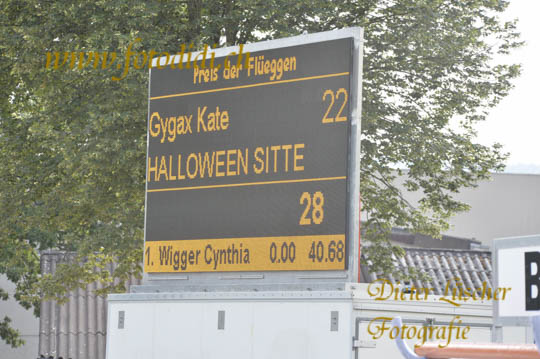 www.fotodidi.ch
Preis der Flüeggen
Gygax Kate 22
HALLOWEEN SITTE
28
1. Wigger Cynthia 0.00 40.68
Dieter Löscher
Fotografie
B